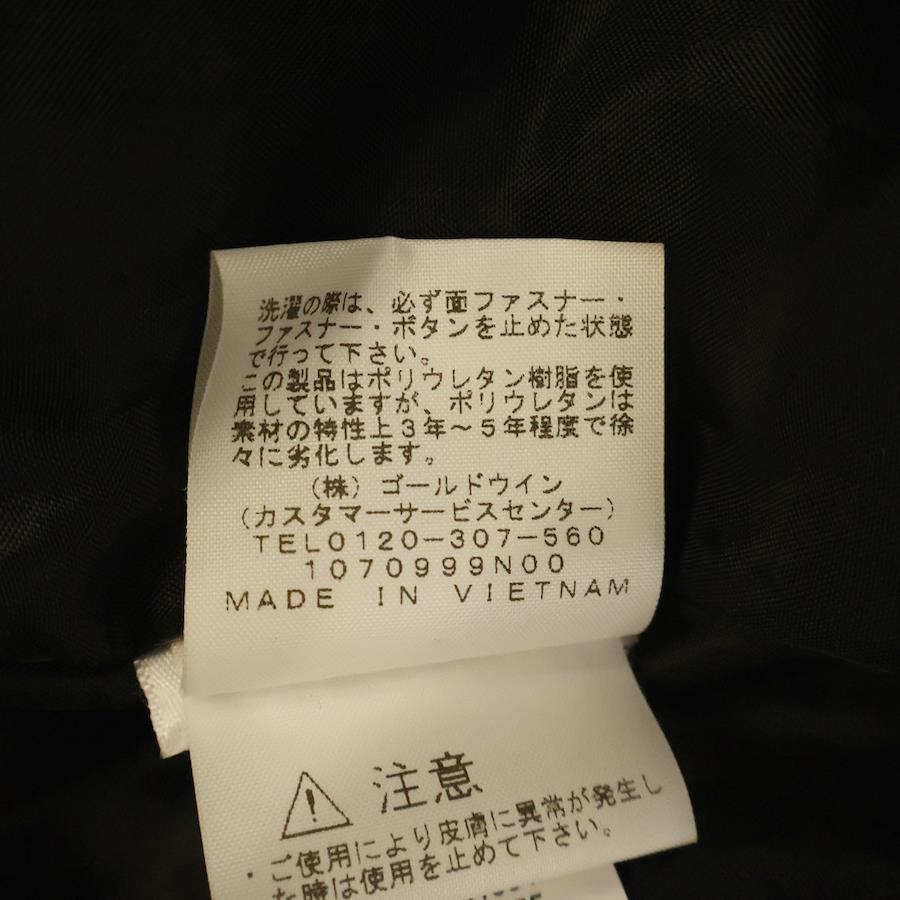 洗濯の際は、必ず面ファスナー・
ファスナー・ボタンを止めた状態
で行って下さい。
この製品はポリウレタン樹脂を使
用していますが、ポリウレタンは
素材の特性上3年～5年程度で徐
々に劣化します。
(株) ゴールドウイン
(カスタマーサービスセンター)
TEL0120-307-560
1070999N00
MADE IN VIETNAM
注意
・ご使用により皮膚に異常が発生し
た時は使用を止めて下さい。